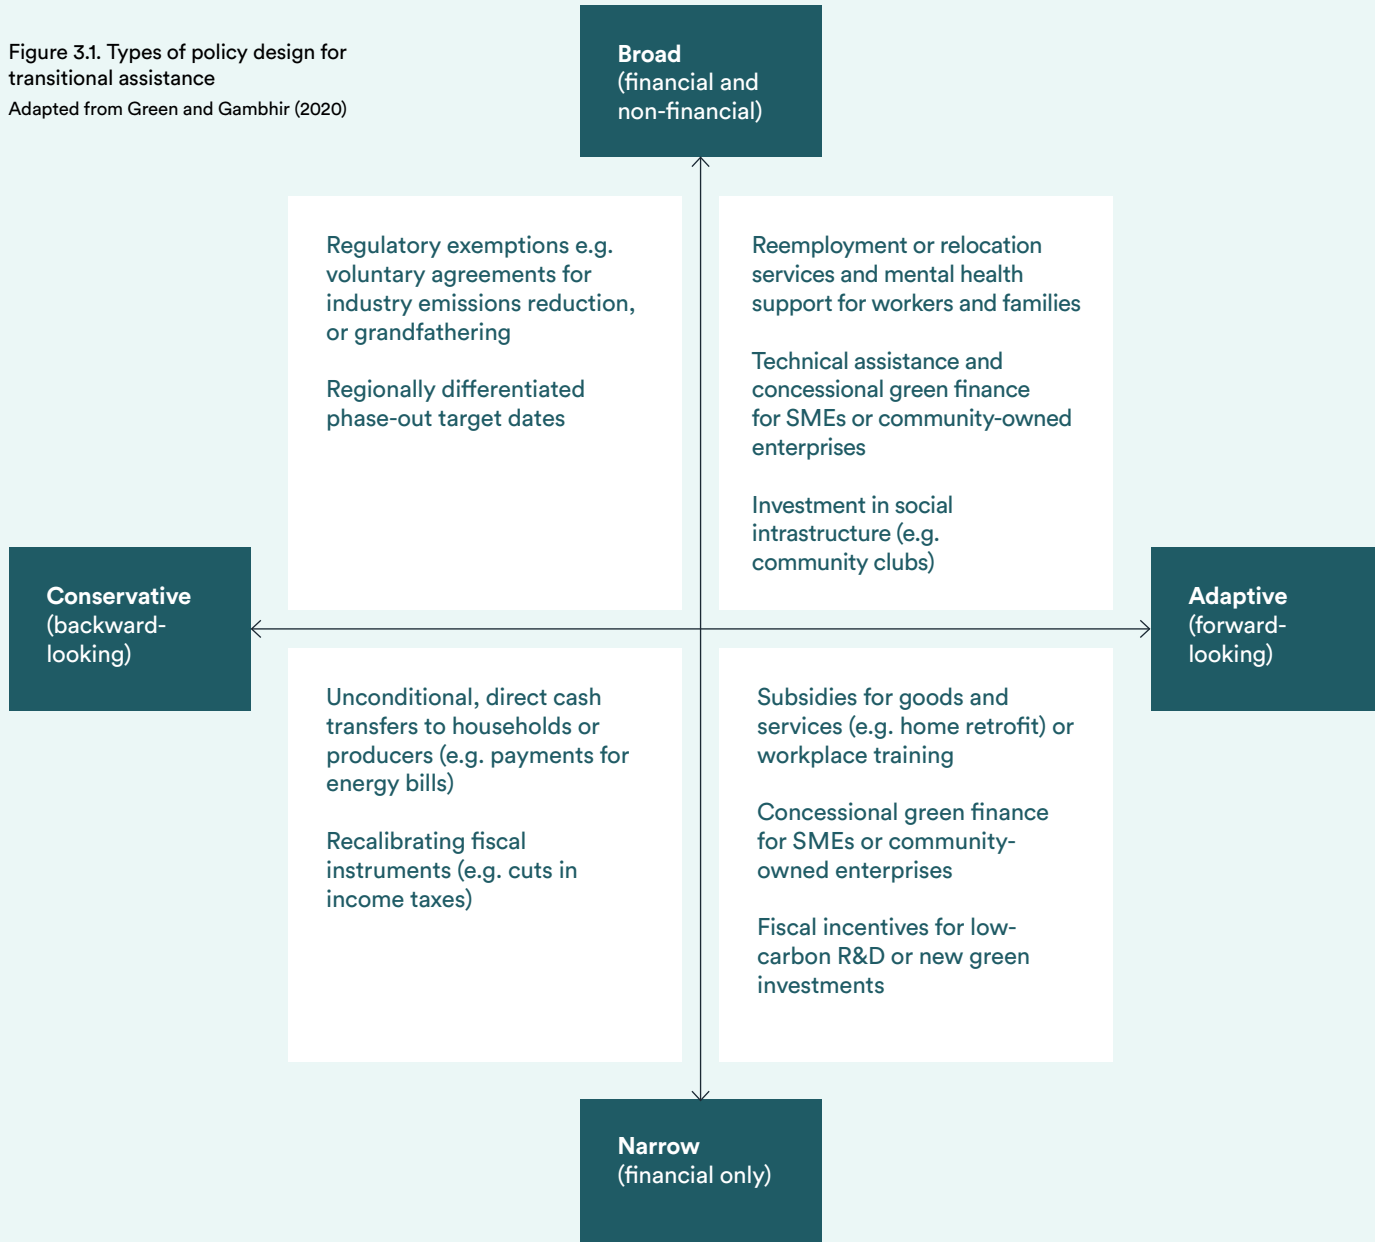 Figure 3.1. Types of policy design for
transitional assistance
Adapted from Green and Gambhir (2020)
Broad
(financial and
non-financial)
Regulatory exemptions e.g.
voluntary agreements for
industry emissions reduction,
or grandfathering
Regionally differentiated
phase-out target dates
Reemployment or relocation
services and mental health
support for workers and families
Technical assistance and
concessional green finance
for SMEs or community-owned
enterprises
Investment in social
intrastructure (e.g.
community clubs)
Conservative
(backward-
looking)
Adaptive
(forward-
looking)
Unconditional, direct cash
transfers to households or
producers (e.g. payments for
energy bills)
Recalibrating fiscal
instruments (e.g. cuts in
income taxes)
Subsidies for goods and
services (e.g. home retrofit) or
workplace training
Concessional green finance
for SMEs or community-
owned enterprises
Fiscal incentives for low-
carbon R&D or new green
investments
Narrow
(financial only)